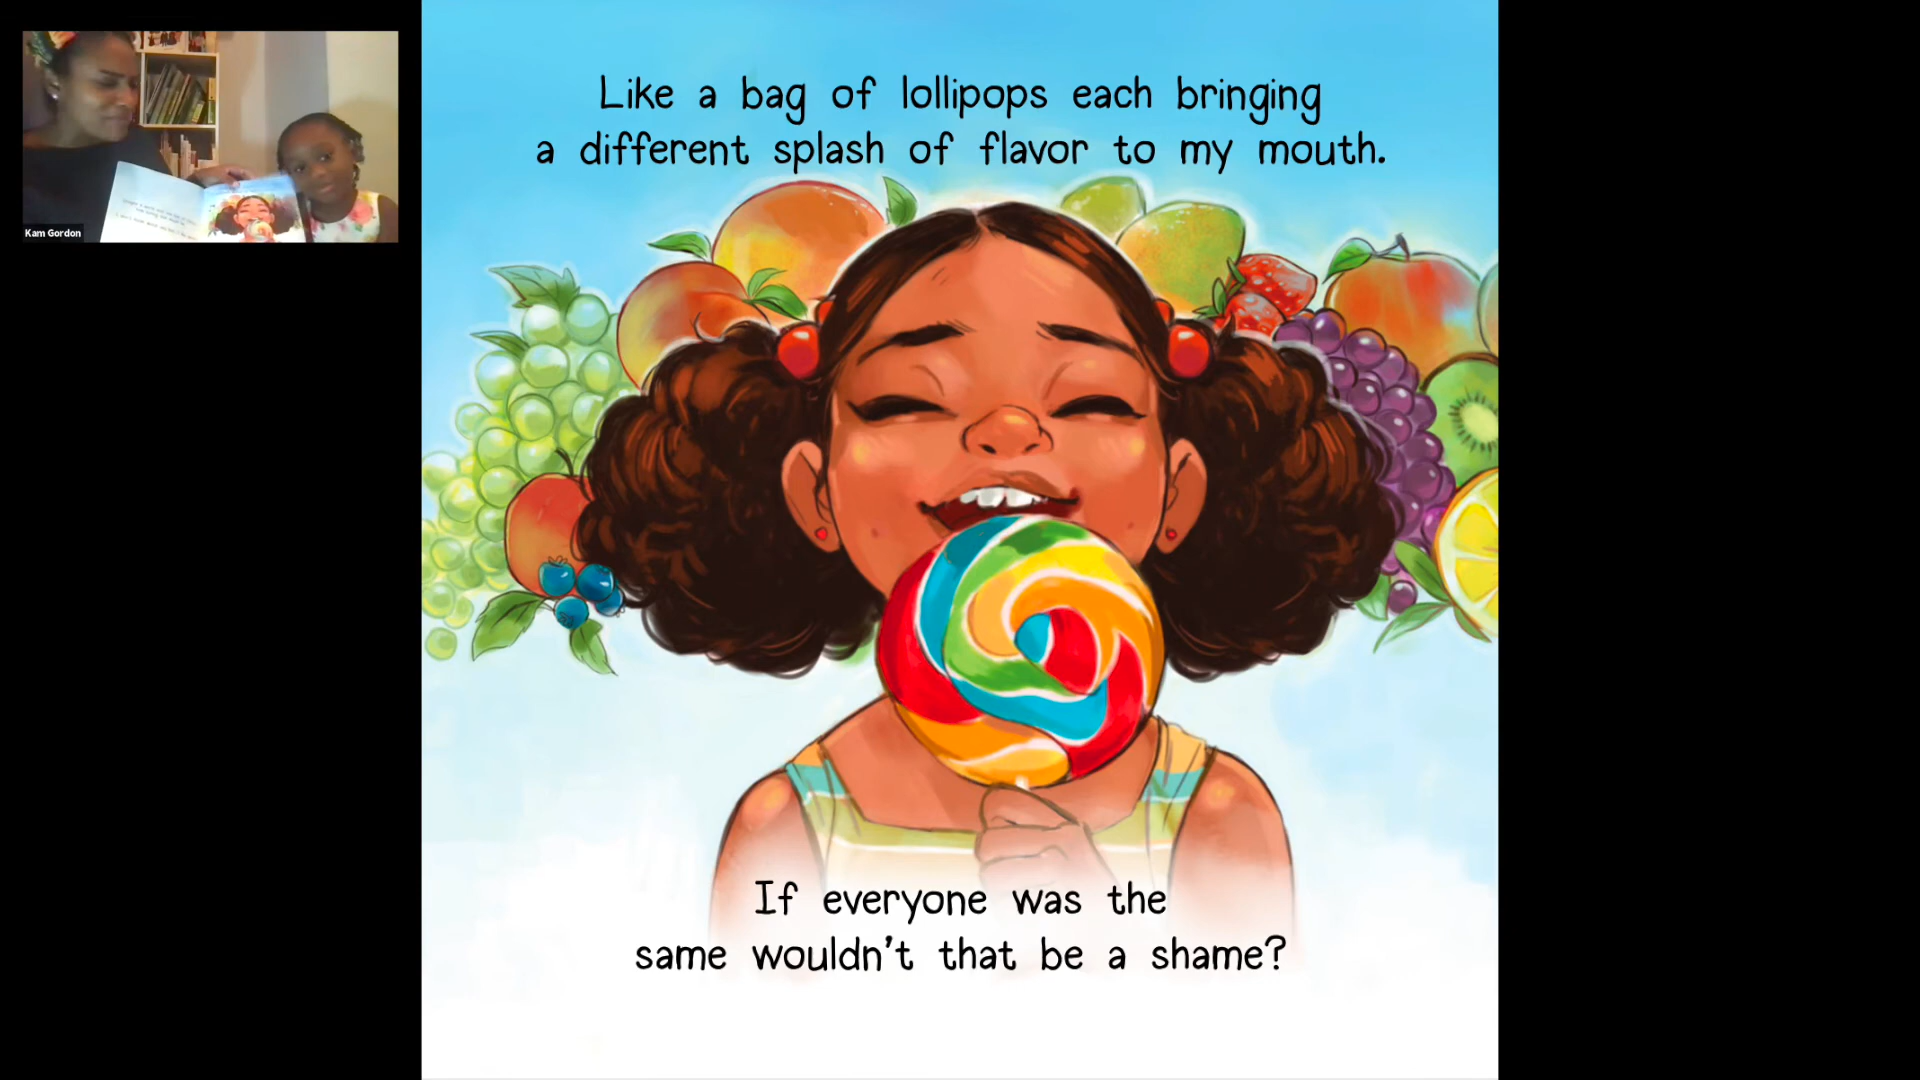 Like a bag of lollipops each bringing
a different splash of flavor to my mouth.
If everyone was the
same wouldn't that be a shame?
Kam Gordon